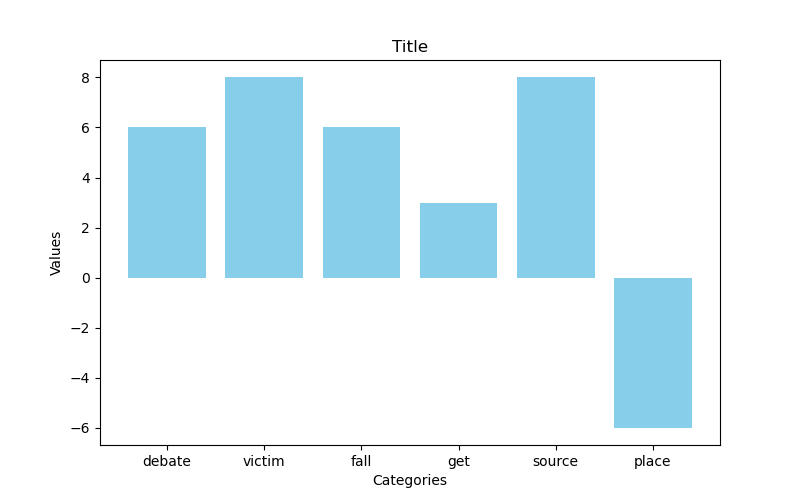 Title
Values
8
6
4
2
0
−2
−4
−6
debate victim fall get source place
Categories